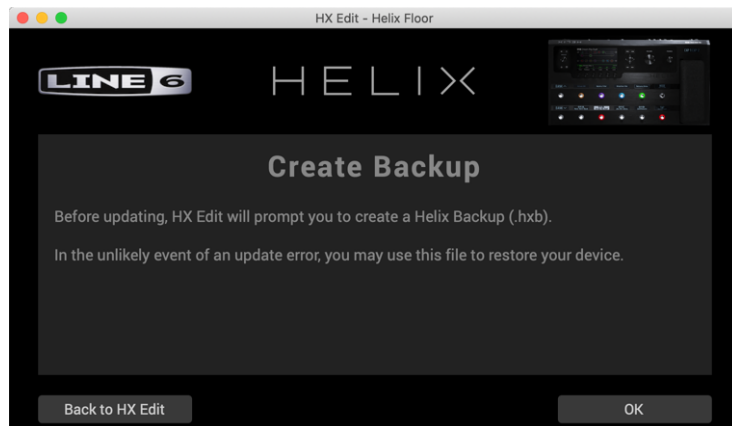 HX Edit - Helix Floor
LINE 6
HELIX
Create Backup
Before updating, HX Edit will prompt you to create a Helix Backup (.hxb).
In the unlikely event of an update error, you may use this file to restore your device.
Back to HX Edit
OK